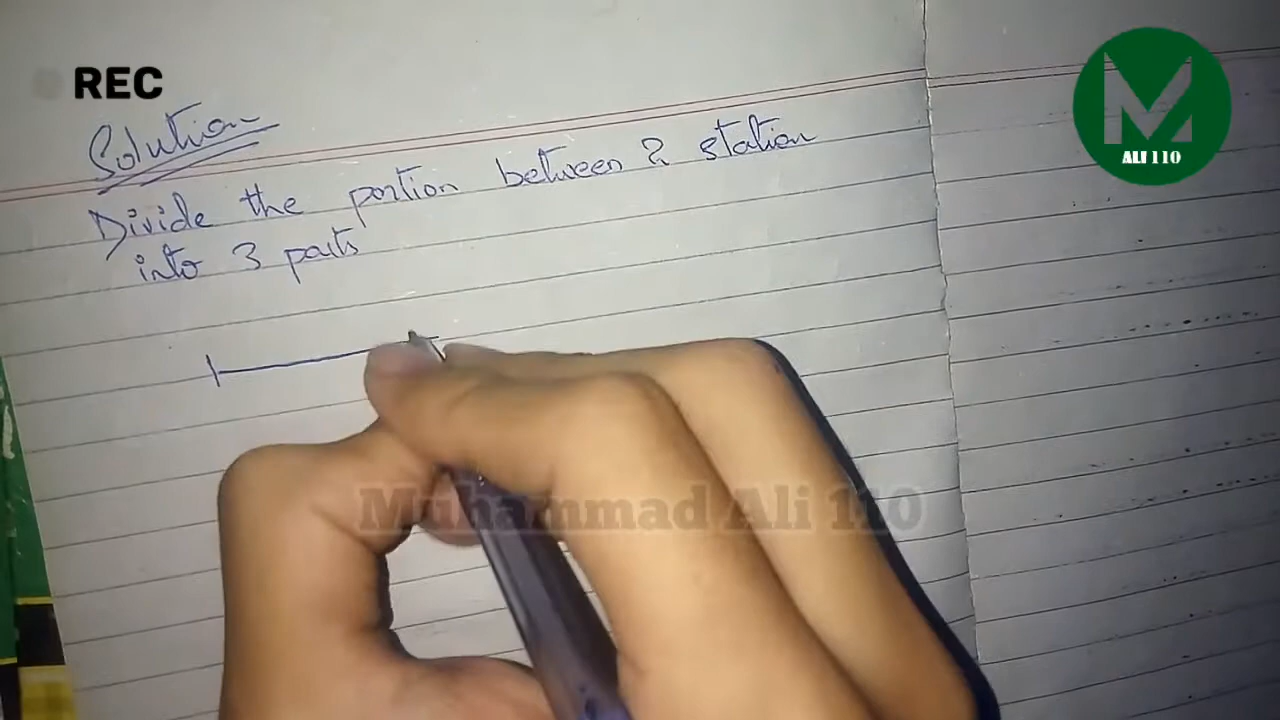 REC
M
ALI 110
Solution
Divide the portion between 2 station
into 3 parts
Muhammad Ali 110